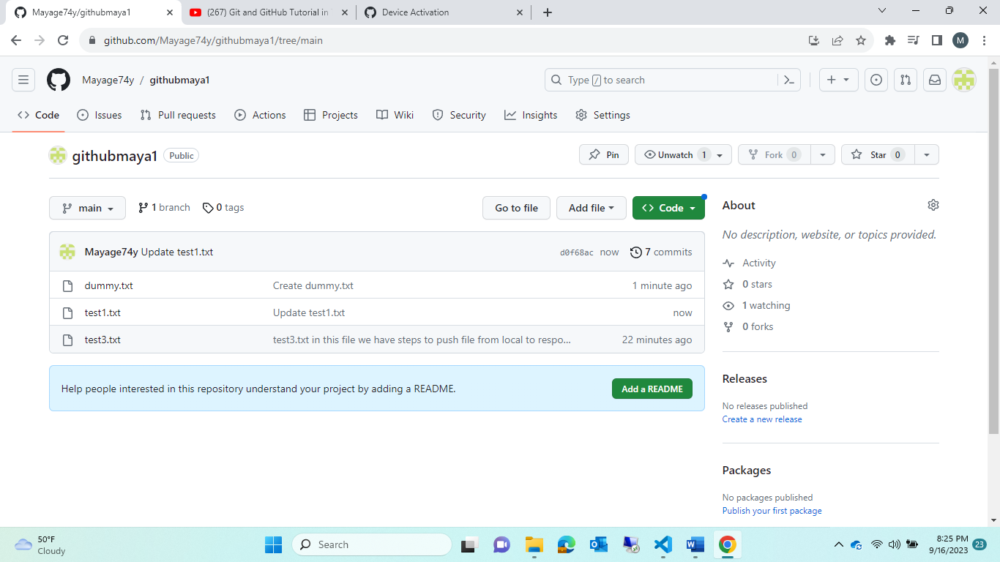 Mayage74y/githubmaya1
(267) Git and GitHub Tutorial in
Device Activation
github.com/Mayage74y/githubmaya1/tree/main
M
Mayage74y / githubmaya1
Type / to search
Code
Issues
Pull requests
Actions
Projects
Wiki
Security
Insights
Settings
githubmaya1 Public
Pin
Unwatch 1
Fork 0
Star 0
main
1 branch
0 tags
Go to file
Add file
Code
Mayage74y Update test1.txt
d0f68ac now
7 commits
dummy.txt Create dummy.txt 1 minute ago
test1.txt Update test1.txt now
test3.txt test3.txt in this file we have steps to push file from local to respo... 22 minutes ago
Help people interested in this repository understand your project by adding a README.
Add a README
About
No description, website, or topics provided.
Activity
0 stars
1 watching
0 forks
Releases
No releases published
Create a new release
Packages
No packages published
Publish your first package
50°F
Cloudy
Search
8:25 PM
9/16/2023
23